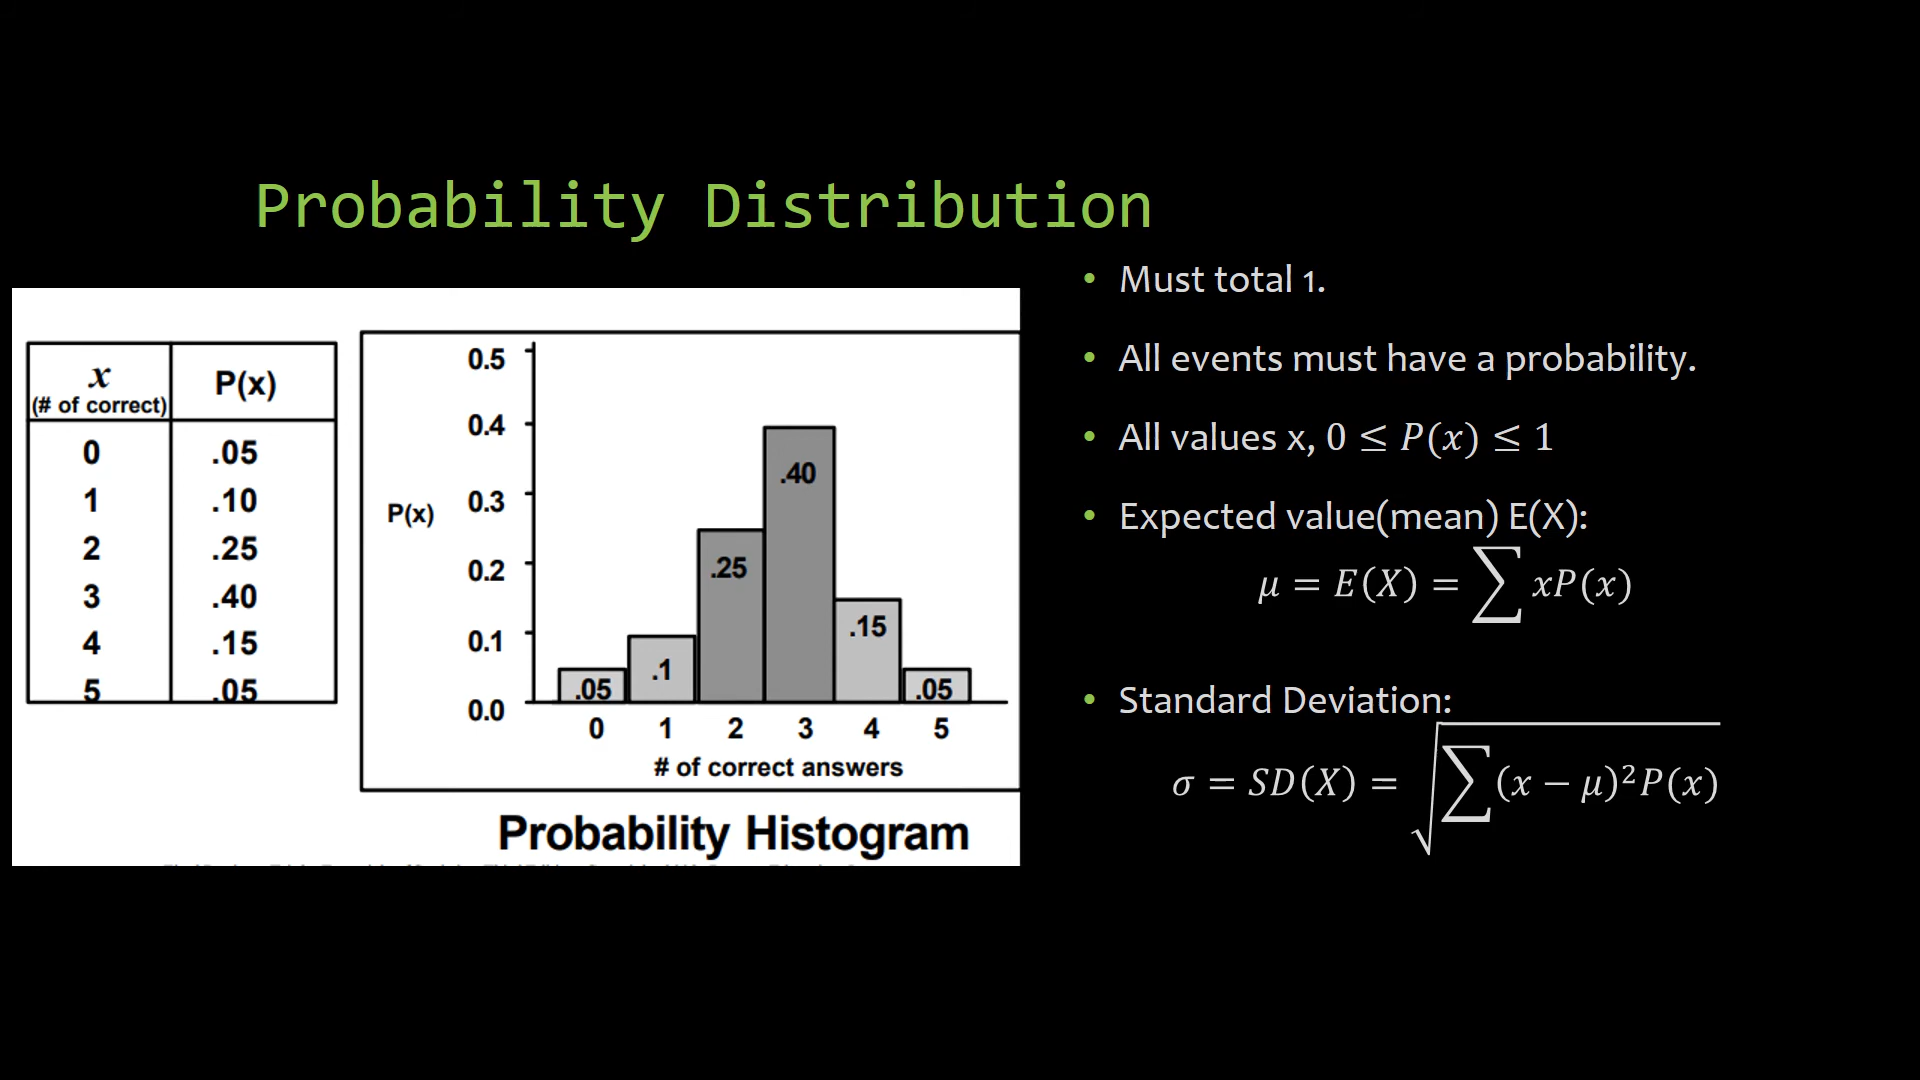 Probability Distribution
x P(x)
(# of correct)
0 .05
1 .10
2 .25
3 .40
4 .15
5 .05
0.5
0.4
0.3
0.2
0.1
0.0
P(x)
.05 .1 .25 .40 .15 .05
0 1 2 3 4 5
# of correct answers
Probability Histogram
• Must total 1.
• All events must have a probability.
• All values x, 0 ≤ P(x) ≤ 1
• Expected value(mean) E(X):
μ = E(X) = ∑ xP(x)
• Standard Deviation:
σ = SD(X) = √∑(x − μ)²P(x)